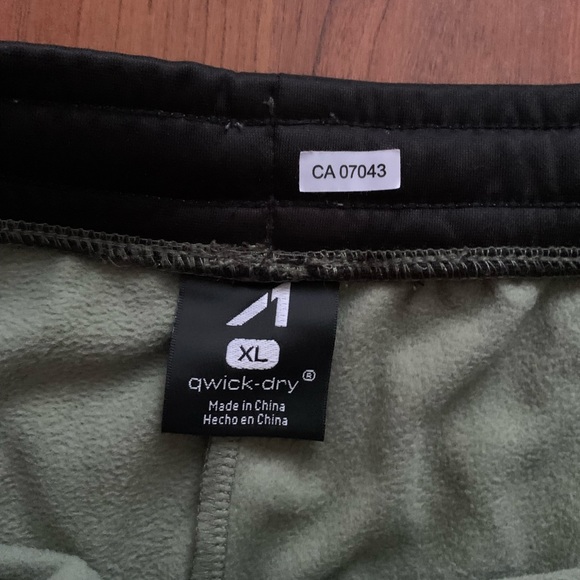 CA 07043
XL
qwick-dry®
Made in China
Hecho en China